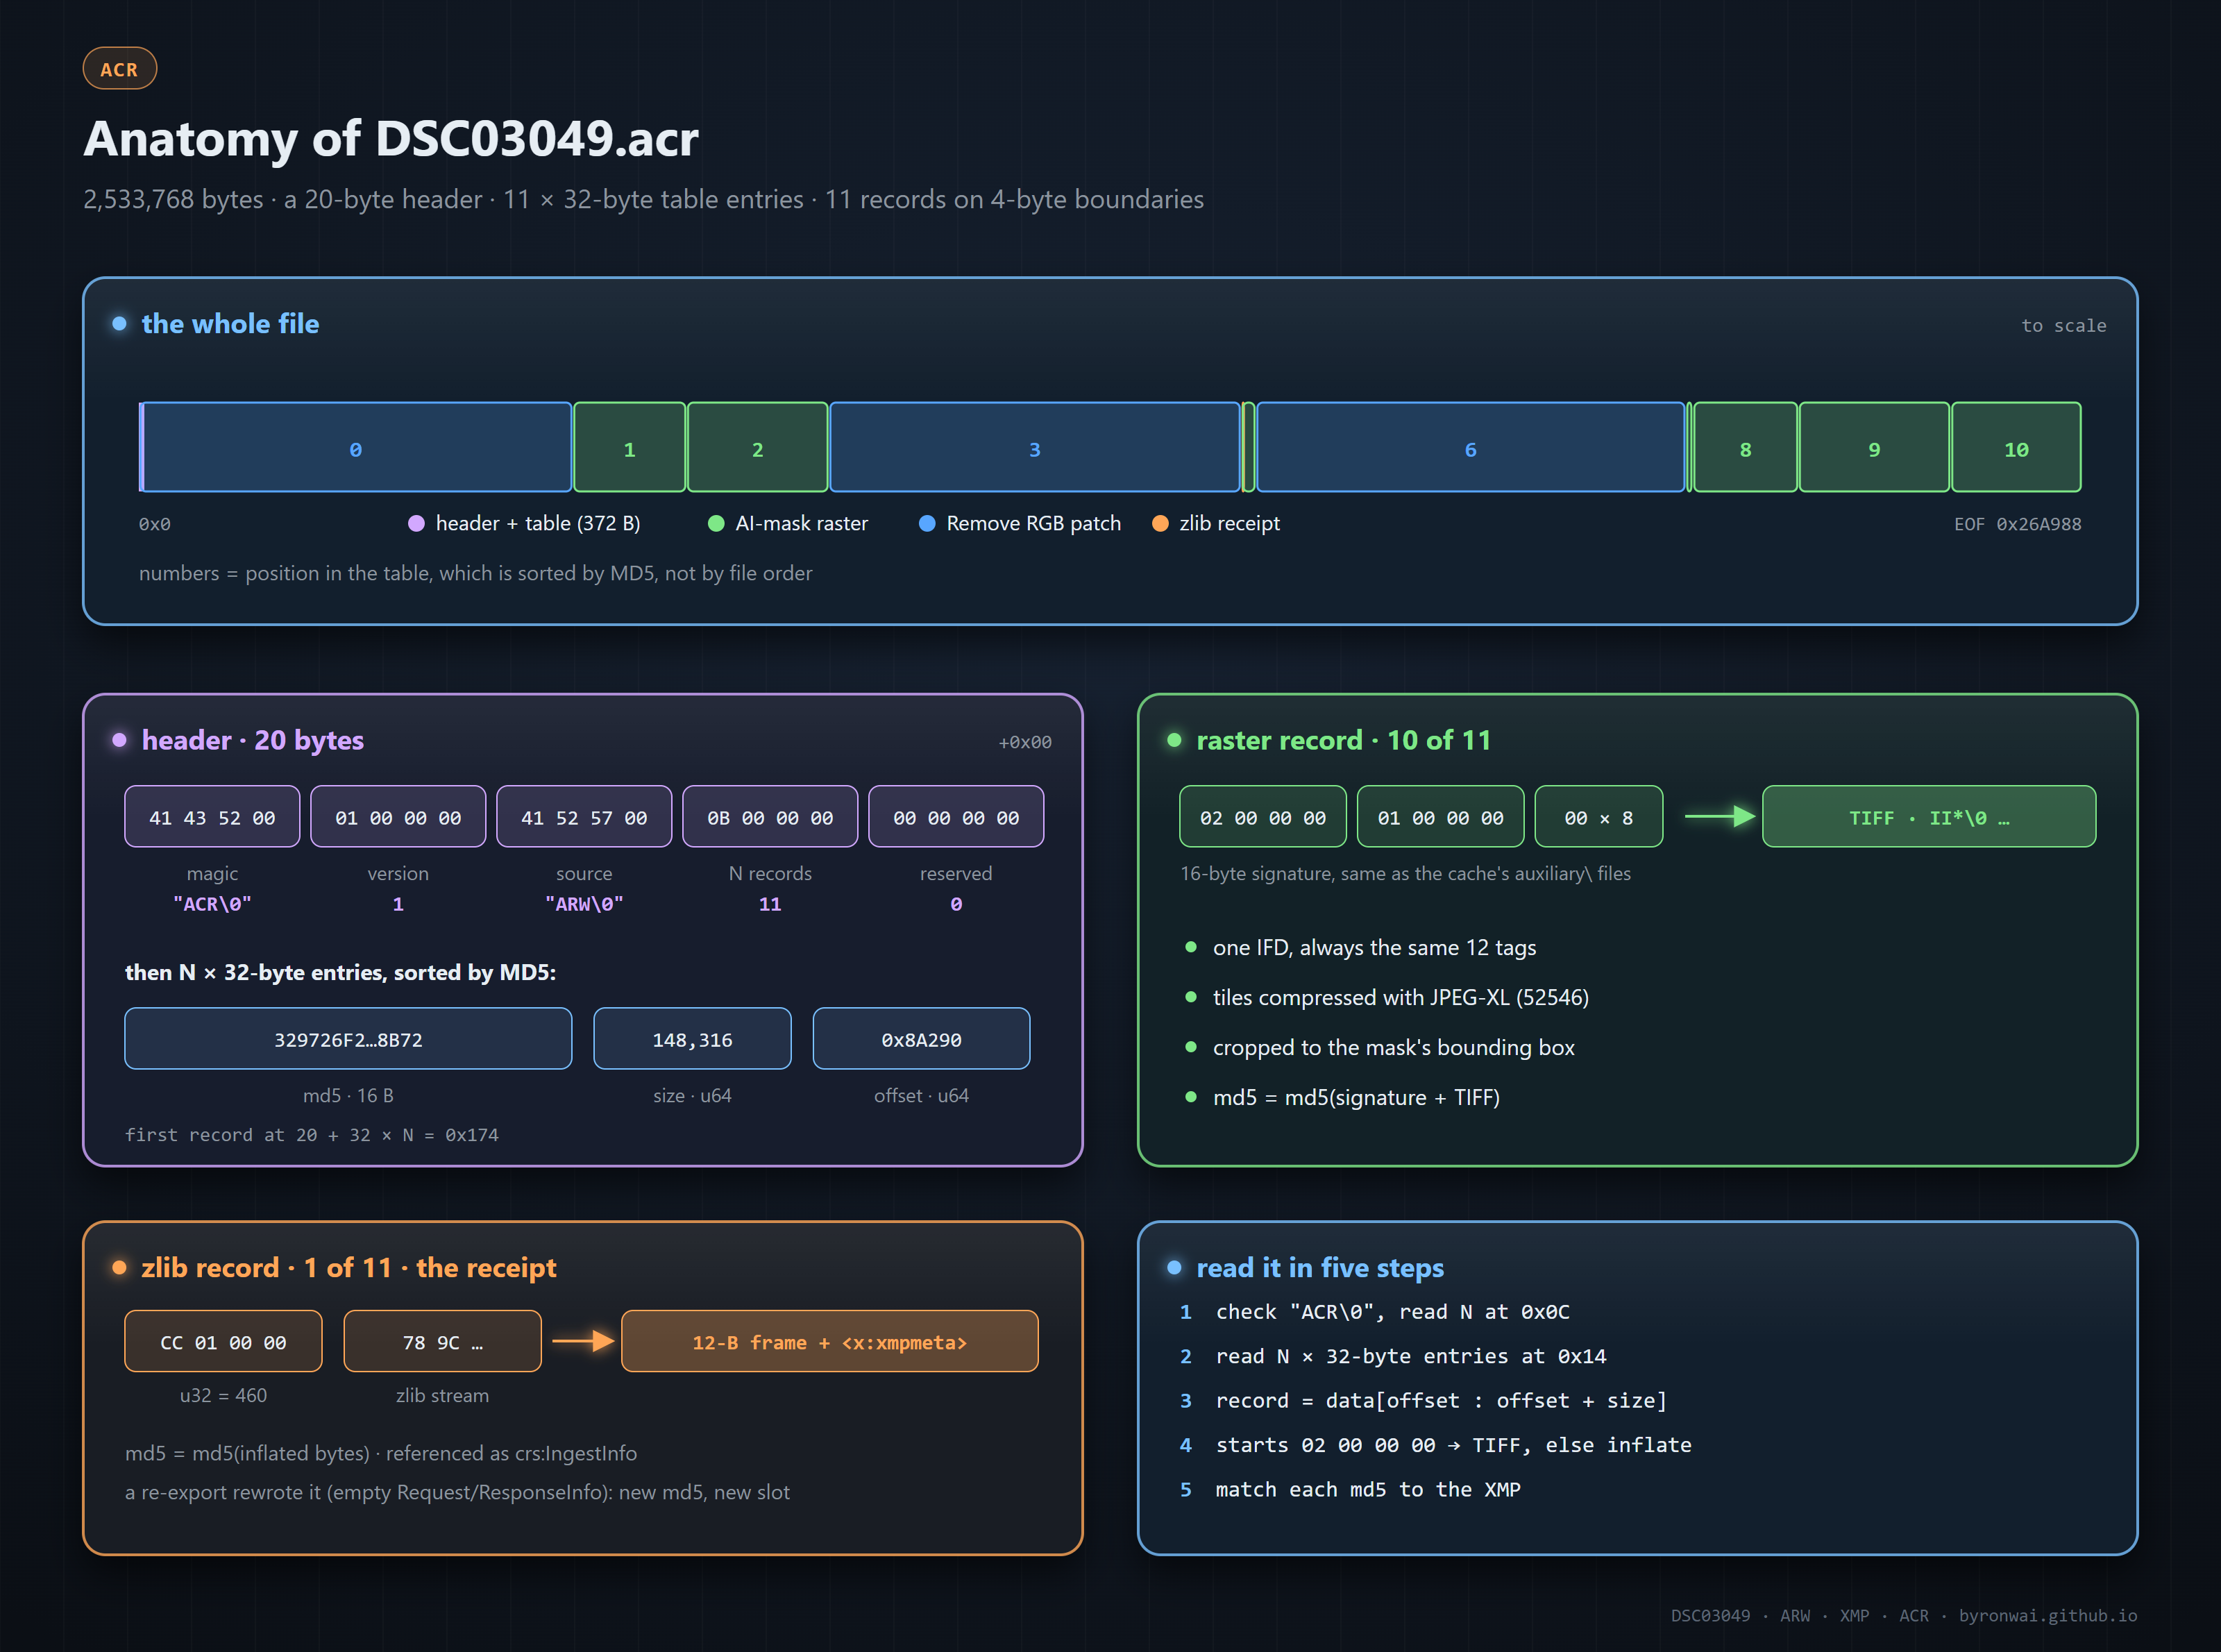 ACR
Anatomy of DSC03049.acr
2,533,768 bytes · a 20-byte header · 11 × 32-byte table entries · 11 records on 4-byte boundaries
the whole file
to scale
0 1 2 3 6 8 9 10
0x0 header + table (372 B) AI-mask raster Remove RGB patch zlib receipt EOF 0x26A988
numbers = position in the table, which is sorted by MD5, not by file order
header · 20 bytes
+0x00
41 43 52 00 01 00 00 00 41 52 57 00 0B 00 00 00 00 00 00 00
magic version source N records reserved
"ACR\0" 1 "ARW\0" 11 0
then N × 32-byte entries, sorted by MD5:
329726F2…8B72 148,316 0x8A290
md5 · 16 B size · u64 offset · u64
first record at 20 + 32 × N = 0x174
raster record · 10 of 11
02 00 00 00 01 00 00 00 00 × 8 TIFF · II*\0 …
16-byte signature, same as the cache's auxiliary\ files
one IFD, always the same 12 tags
tiles compressed with JPEG-XL (52546)
cropped to the mask's bounding box
md5 = md5(signature + TIFF)
zlib record · 1 of 11 · the receipt
CC 01 00 00 78 9C … 12-B frame + <x:xmpmeta>
u32 = 460 zlib stream
md5 = md5(inflated bytes) · referenced as crs:IngestInfo
a re-export rewrote it (empty Request/ResponseInfo): new md5, new slot
read it in five steps
1 check "ACR\0", read N at 0x0C
2 read N × 32-byte entries at 0x14
3 record = data[offset : offset + size]
4 starts 02 00 00 00 → TIFF, else inflate
5 match each md5 to the XMP
DSC03049 · ARW · XMP · ACR · byronwai.github.io